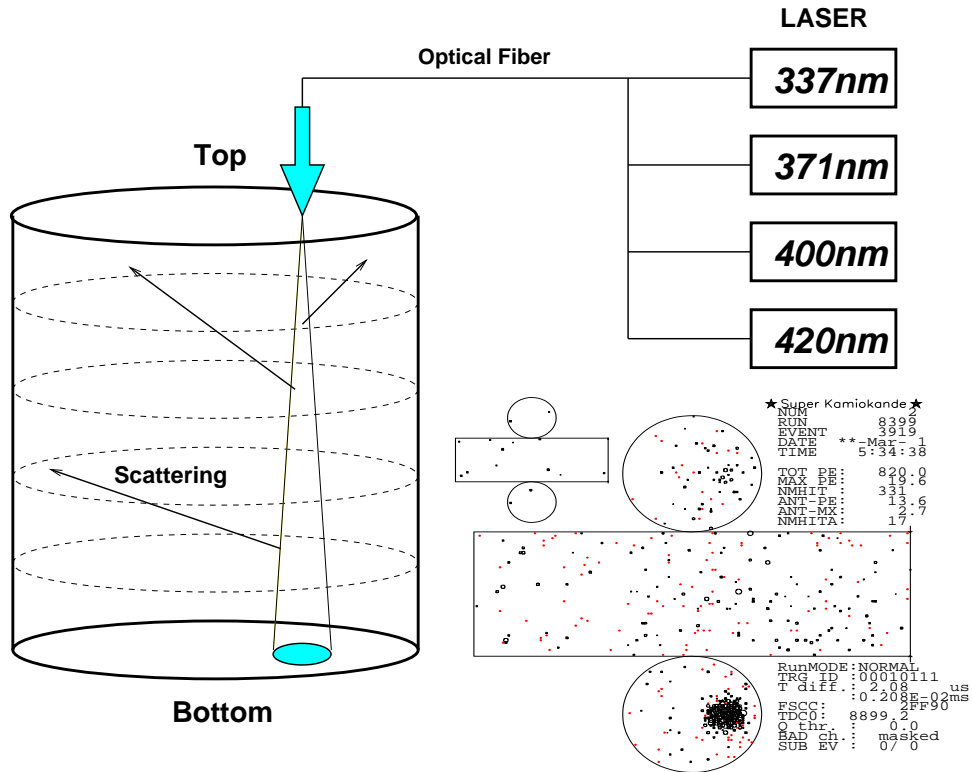 LASER
Optical Fiber
337nm
371nm
400nm
420nm
Top
Scattering
Bottom
★ Super Kamiokande ★
NUM 2
RUN 8399
EVENT 3919
DATE **-Mar- 1
TIME 5:34:38
TOT PE: 820.0
MAX PE: 19.6
NMHIT : 331
ANT-PE: 13.6
ANT-MX: 2.7
NMHITA: 17
RunMODE:NORMAL
TRG ID :00010111
T diff.: 2.08 us
:0.208E-02ms
FSCC: 2FF90
TDC0: 8899.2
Q thr. : 0.0
BAD ch.: masked
SUB EV : 0/ 0